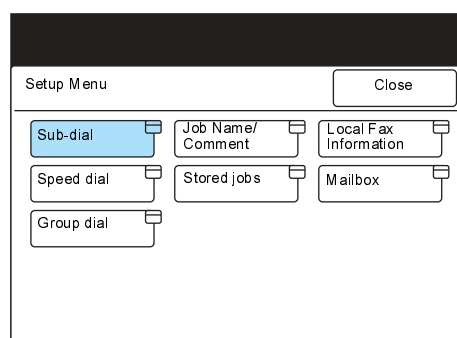 Setup Menu
Close
Sub-dial
Job Name/
Comment
Local Fax
Information
Speed dial
Stored jobs
Mailbox
Group dial